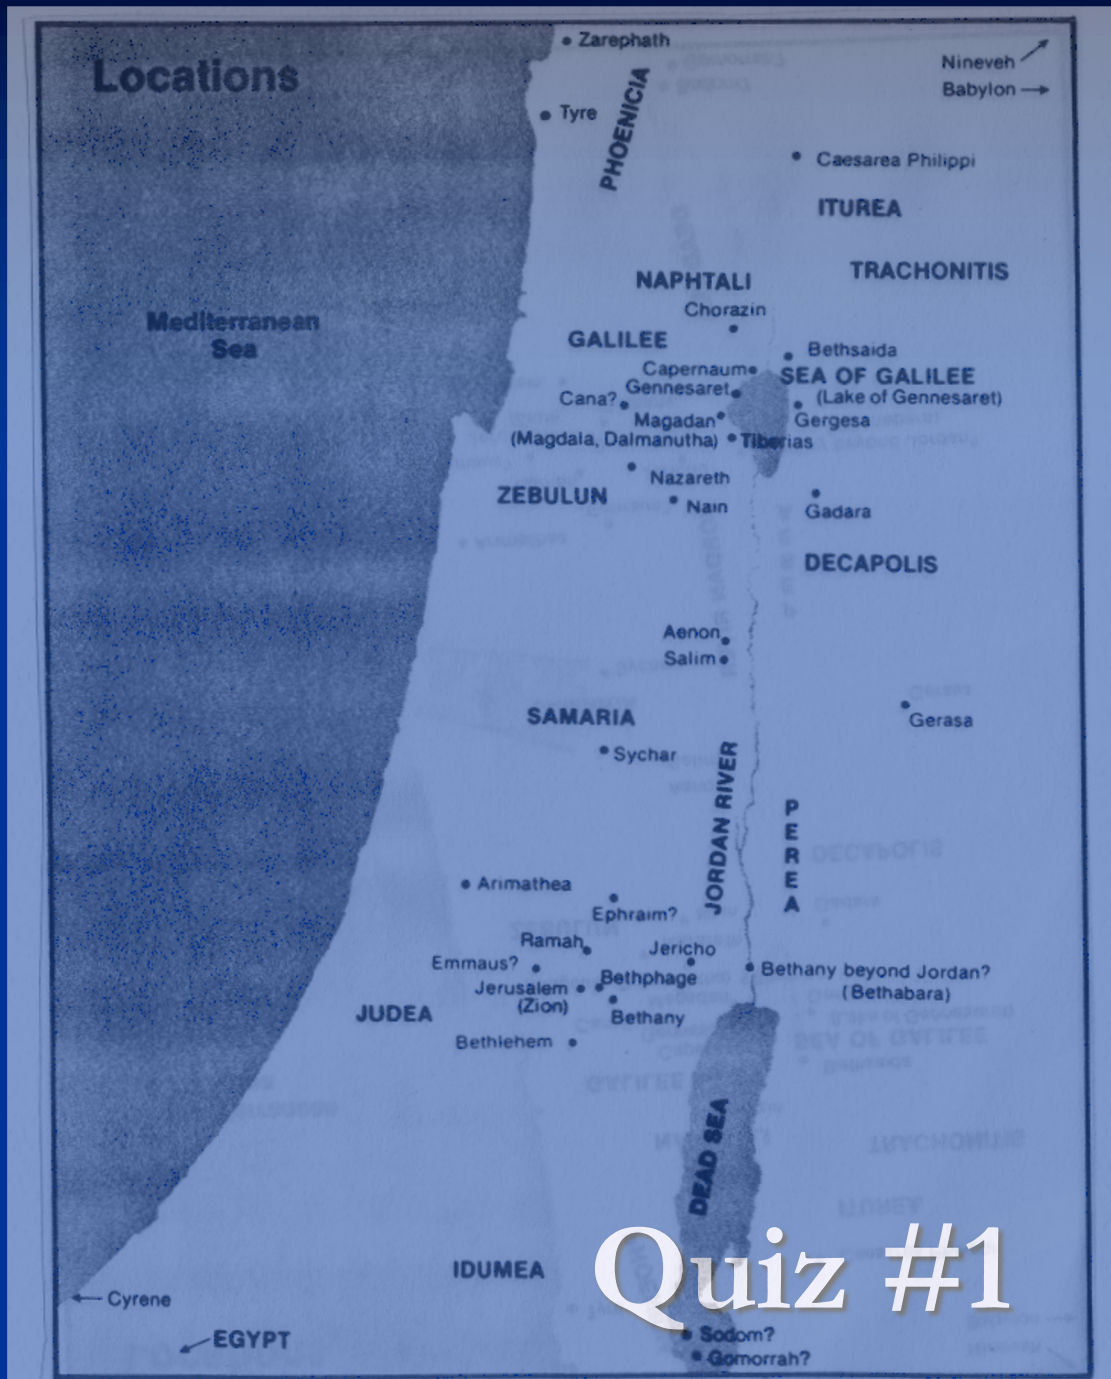 Locations
Zarephath
Nineveh
Babylon
Tyre
PHOENICIA
Caesarea Philippi
ITUREA
TRACHONITIS
NAPHTALI
Chorazin
Mediterranean
Sea
GALILEE
Bethsaida
Capernaum
SEA OF GALILEE
(Lake of Gennesaret)
Gennesaret
Cana?
Gergesa
Magadan
(Magdala, Dalmanutha)
Tiberias
Nazareth
ZEBULUN
Nain
Gadara
DECAPOLIS
Aenon
Salim
SAMARIA
Gerasa
Sychar
JORDAN RIVER
PEREA
Arimathea
Ephraim?
Ramah
Jericho
Emmaus?
Bethany beyond Jordan?
(Bethabara)
Bethphage
Jerusalem
(Zion)
JUDEA
Bethany
Bethlehem
DEAD SEA
Quiz #1
IDUMEA
Cyrene
EGYPT
Sodom?
Gomorrah?